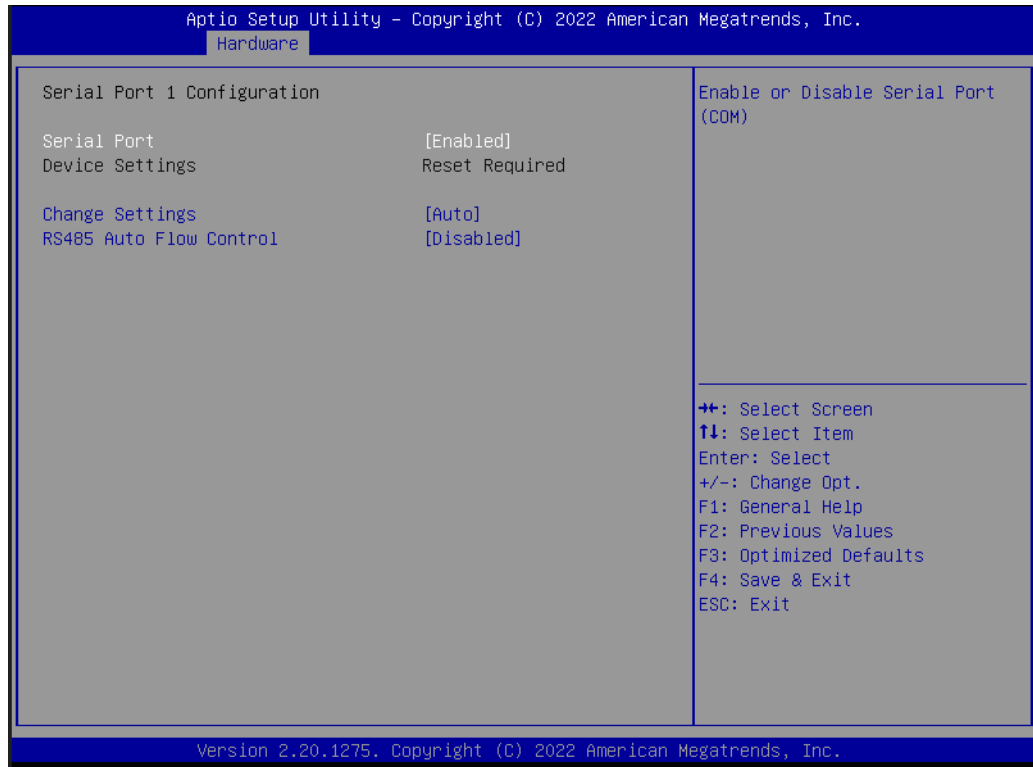 Aptio Setup Utility – Copyright (C) 2022 American Megatrends, Inc.
Hardware
Serial Port 1 Configuration
Serial Port [Enabled]
Device Settings Reset Required
Change Settings [Auto]
RS485 Auto Flow Control [Disabled]
Enable or Disable Serial Port
(COM)
→←: Select Screen
↑↓: Select Item
Enter: Select
+/-: Change Opt.
F1: General Help
F2: Previous Values
F3: Optimized Defaults
F4: Save & Exit
ESC: Exit
Version 2.20.1275. Copyright (C) 2022 American Megatrends, Inc.